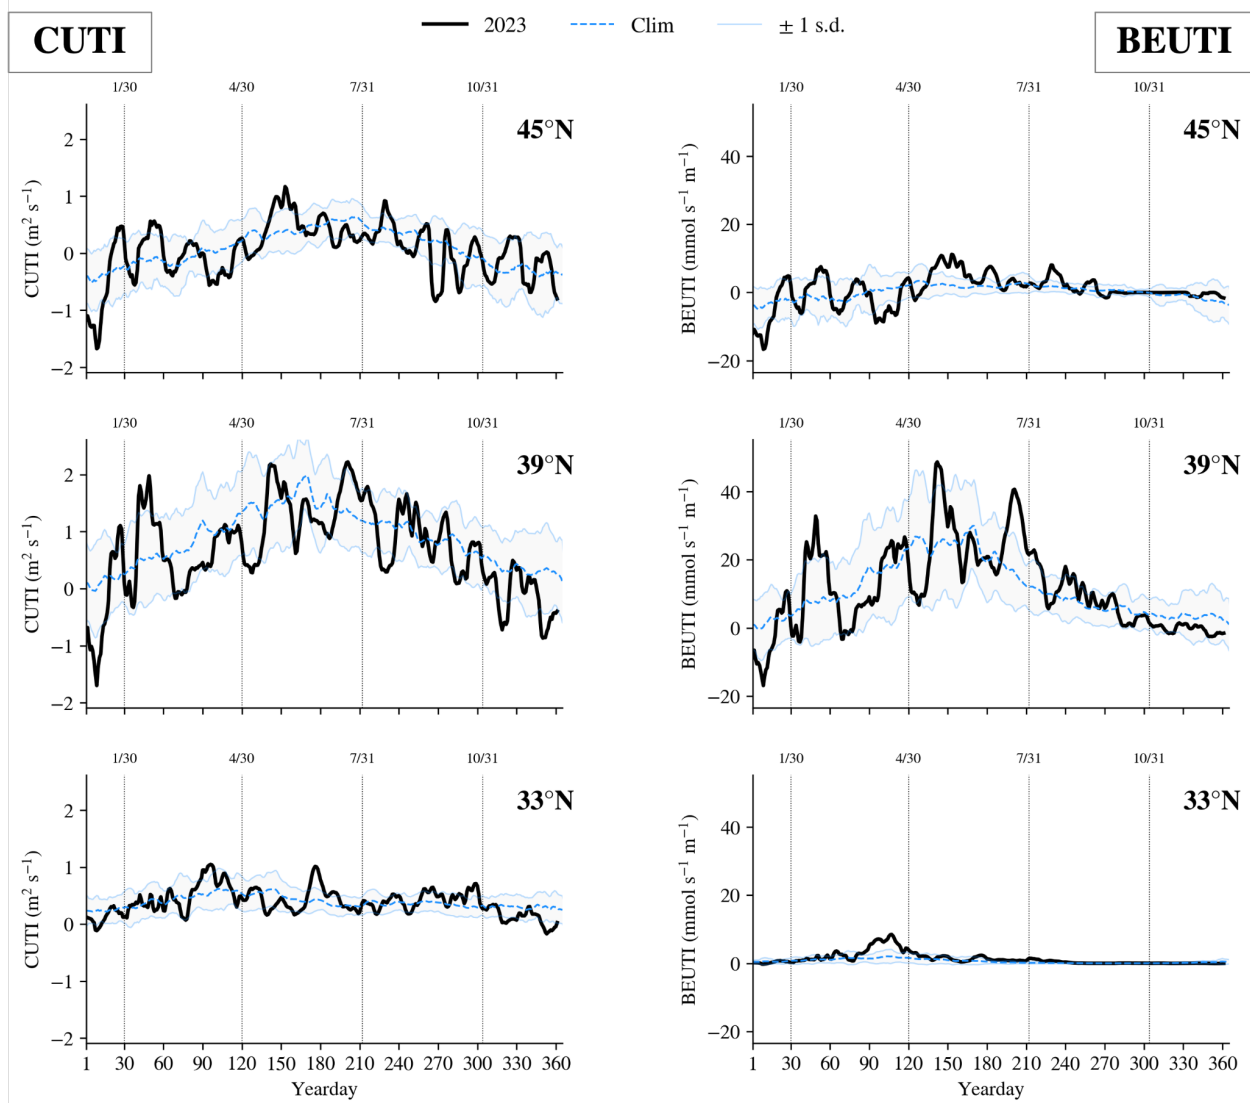 2023 Clim ± 1 s.d.
CUTI BEUTI
1/30 4/30 7/31 10/31 1/30 4/30 7/31 10/31
45°N 45°N
CUTI (m² s⁻¹) BEUTI (mmol s⁻¹ m⁻¹)
2
1
0
−1
−2
40
20
0
−20
1/30 4/30 7/31 10/31 1/30 4/30 7/31 10/31
39°N 39°N
CUTI (m² s⁻¹) BEUTI (mmol s⁻¹ m⁻¹)
2
1
0
−1
−2
40
20
0
−20
1/30 4/30 7/31 10/31 1/30 4/30 7/31 10/31
33°N 33°N
CUTI (m² s⁻¹) BEUTI (mmol s⁻¹ m⁻¹)
2
1
0
−1
−2
40
20
0
−20
1 30 60 90 120 150 180 210 240 270 300 330 360 1 30 60 90 120 150 180 210 240 270 300 330 360
Yearday Yearday